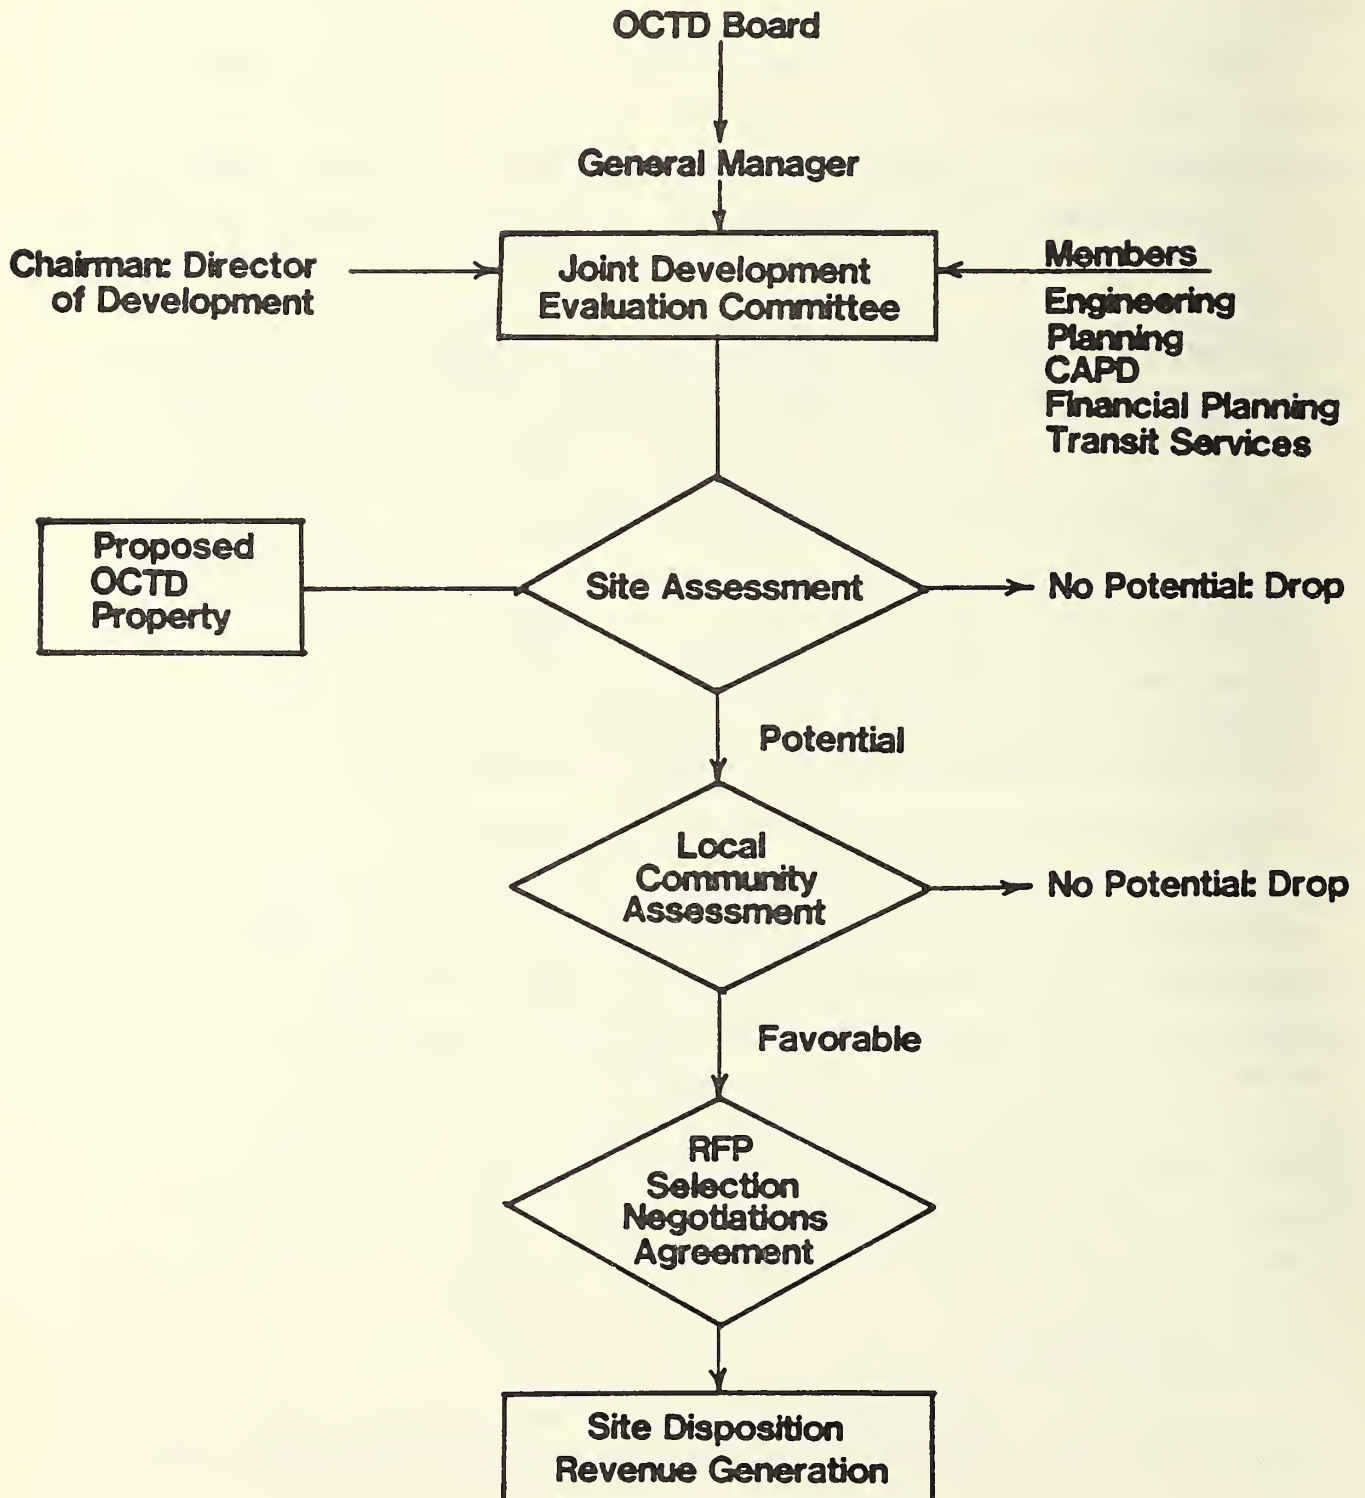 OCTD Board
General Manager
Chairman: Director
of Development
Joint Development
Evaluation Committee
Members
Engineering
Planning
CAPD
Financial Planning
Transit Services
Proposed
OCTD
Property
Site Assessment
No Potential: Drop
Potential
Local
Community
Assessment
No Potential: Drop
Favorable
RFP
Selection
Negotiations
Agreement
Site Disposition
Revenue Generation